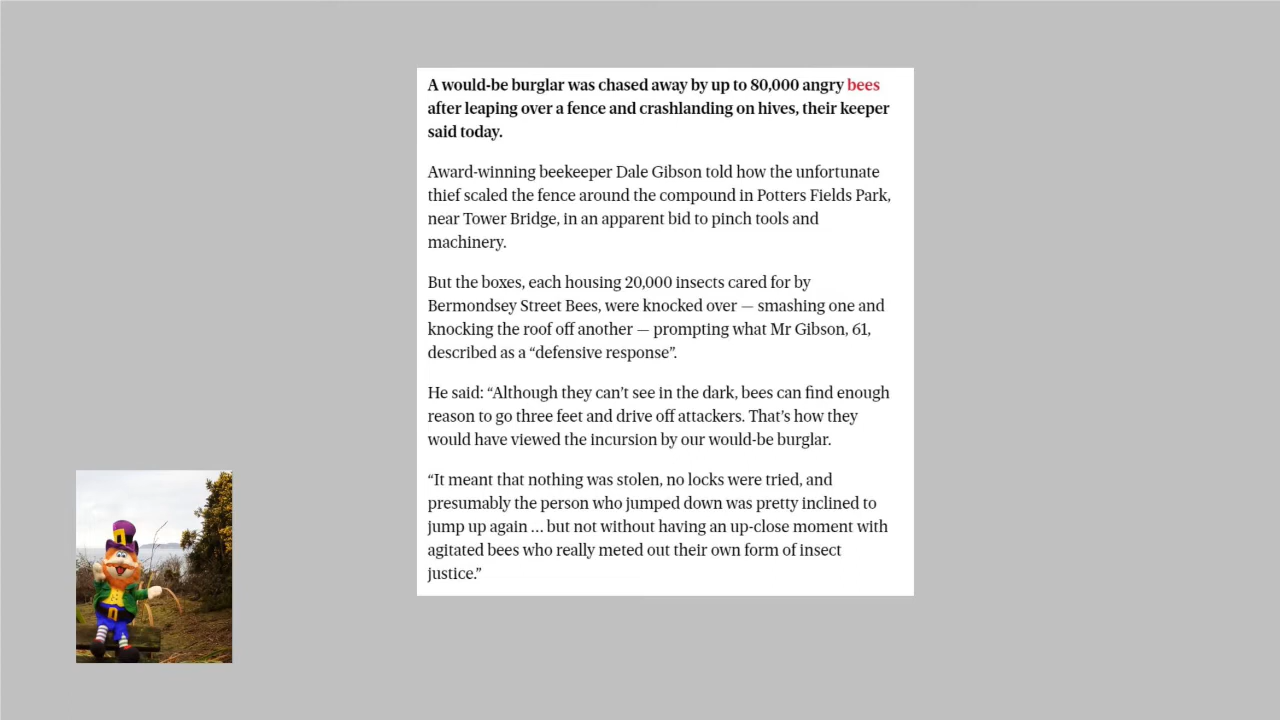 A would-be burglar was chased away by up to 80,000 angry bees
after leaping over a fence and crashlanding on hives, their keeper
said today.
Award-winning beekeeper Dale Gibson told how the unfortunate
thief scaled the fence around the compound in Potters Fields Park,
near Tower Bridge, in an apparent bid to pinch tools and
machinery.
But the boxes, each housing 20,000 insects cared for by
Bermondsey Street Bees, were knocked over — smashing one and
knocking the roof off another — prompting what Mr Gibson, 61,
described as a “defensive response”.
He said: “Although they can’t see in the dark, bees can find enough
reason to go three feet and drive off attackers. That’s how they
would have viewed the incursion by our would-be burglar.
“It meant that nothing was stolen, no locks were tried, and
presumably the person who jumped down was pretty inclined to
jump up again ... but not without having an up-close moment with
agitated bees who really meted out their own form of insect
justice.”